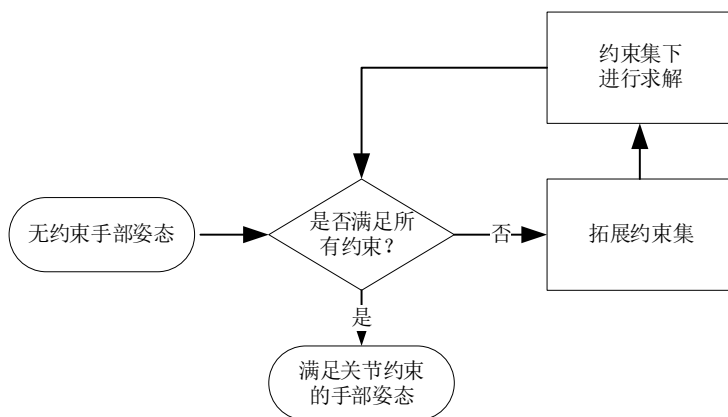 约束集下
进行求解
是否满足所
有约束？
无约束手部姿态
否
拓展约束集
是
满足关节约束
的手部姿态